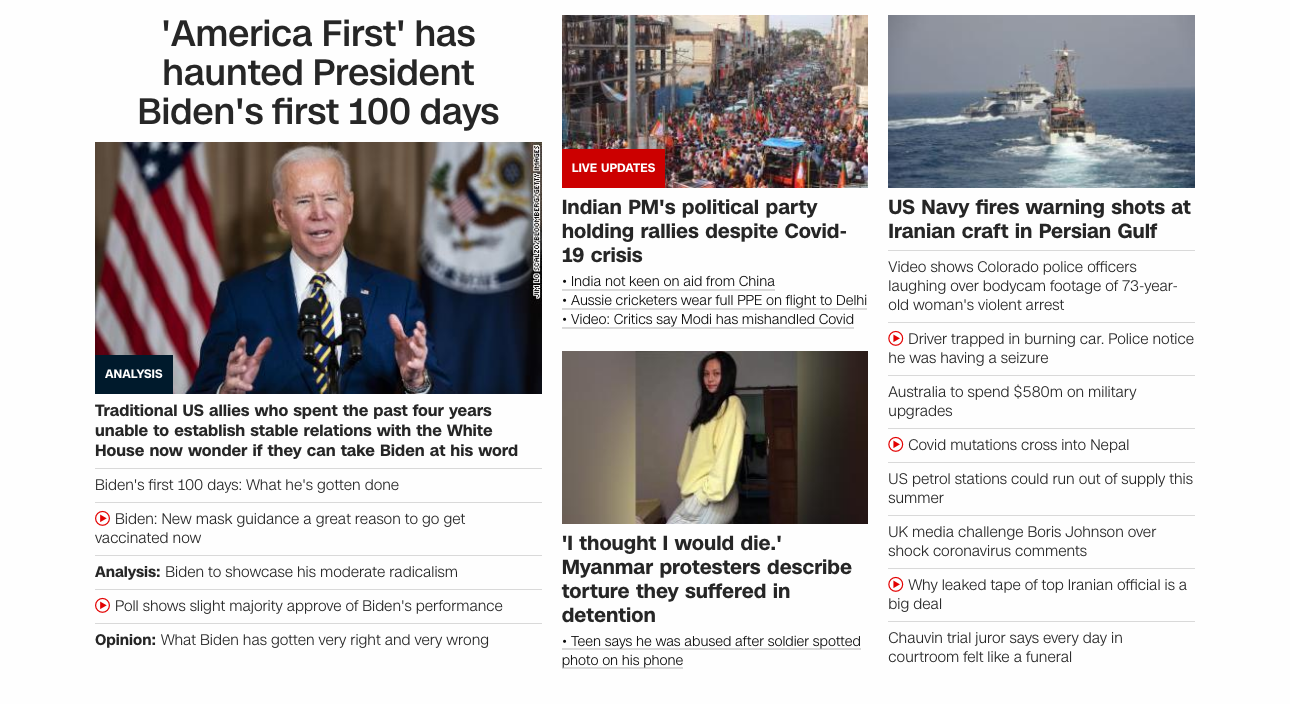 'America First' has
haunted President
Biden's first 100 days
JIM LO SCALZO/BLOOMBERG/GETTY IMAGES
ANALYSIS
Traditional US allies who spent the past four years
unable to establish stable relations with the White
House now wonder if they can take Biden at his word
Biden's first 100 days: What he's gotten done
Biden: New mask guidance a great reason to go get
vaccinated now
Analysis: Biden to showcase his moderate radicalism
Poll shows slight majority approve of Biden's performance
Opinion: What Biden has gotten very right and very wrong
LIVE UPDATES
Indian PM's political party
holding rallies despite Covid-
19 crisis
• India not keen on aid from China
• Aussie cricketers wear full PPE on flight to Delhi
• Video: Critics say Modi has mishandled Covid
'I thought I would die.'
Myanmar protesters describe
torture they suffered in
detention
• Teen says he was abused after soldier spotted
photo on his phone
US Navy fires warning shots at
Iranian craft in Persian Gulf
Video shows Colorado police officers
laughing over bodycam footage of 73-year-
old woman's violent arrest
Driver trapped in burning car. Police notice
he was having a seizure
Australia to spend $580m on military
upgrades
Covid mutations cross into Nepal
US petrol stations could run out of supply this
summer
UK media challenge Boris Johnson over
shock coronavirus comments
Why leaked tape of top Iranian official is a
big deal
Chauvin trial juror says every day in
courtroom felt like a funeral